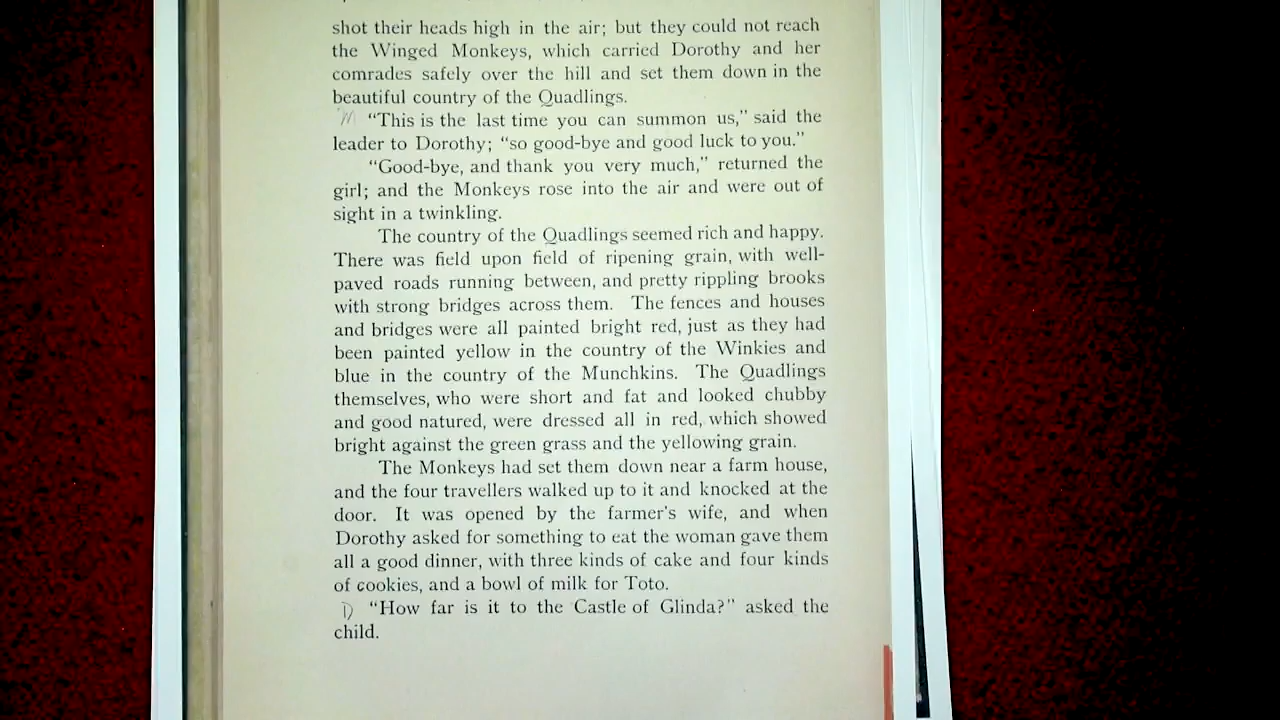 shot their heads high in the air; but they could not reach
the Winged Monkeys, which carried Dorothy and her
comrades safely over the hill and set them down in the
beautiful country of the Quadlings.
M “This is the last time you can summon us,” said the
leader to Dorothy; “so good-bye and good luck to you.”
“Good-bye, and thank you very much,” returned the
girl; and the Monkeys rose into the air and were out of
sight in a twinkling.
The country of the Quadlings seemed rich and happy.
There was field upon field of ripening grain, with well-
paved roads running between, and pretty rippling brooks
with strong bridges across them. The fences and houses
and bridges were all painted bright red, just as they had
been painted yellow in the country of the Winkies and
blue in the country of the Munchkins. The Quadlings
themselves, who were short and fat and looked chubby
and good natured, were dressed all in red, which showed
bright against the green grass and the yellowing grain.
The Monkeys had set them down near a farm house,
and the four travellers walked up to it and knocked at the
door. It was opened by the farmer's wife, and when
Dorothy asked for something to eat the woman gave them
all a good dinner, with three kinds of cake and four kinds
of cookies, and a bowl of milk for Toto.
D “How far is it to the Castle of Glinda?” asked the
child.